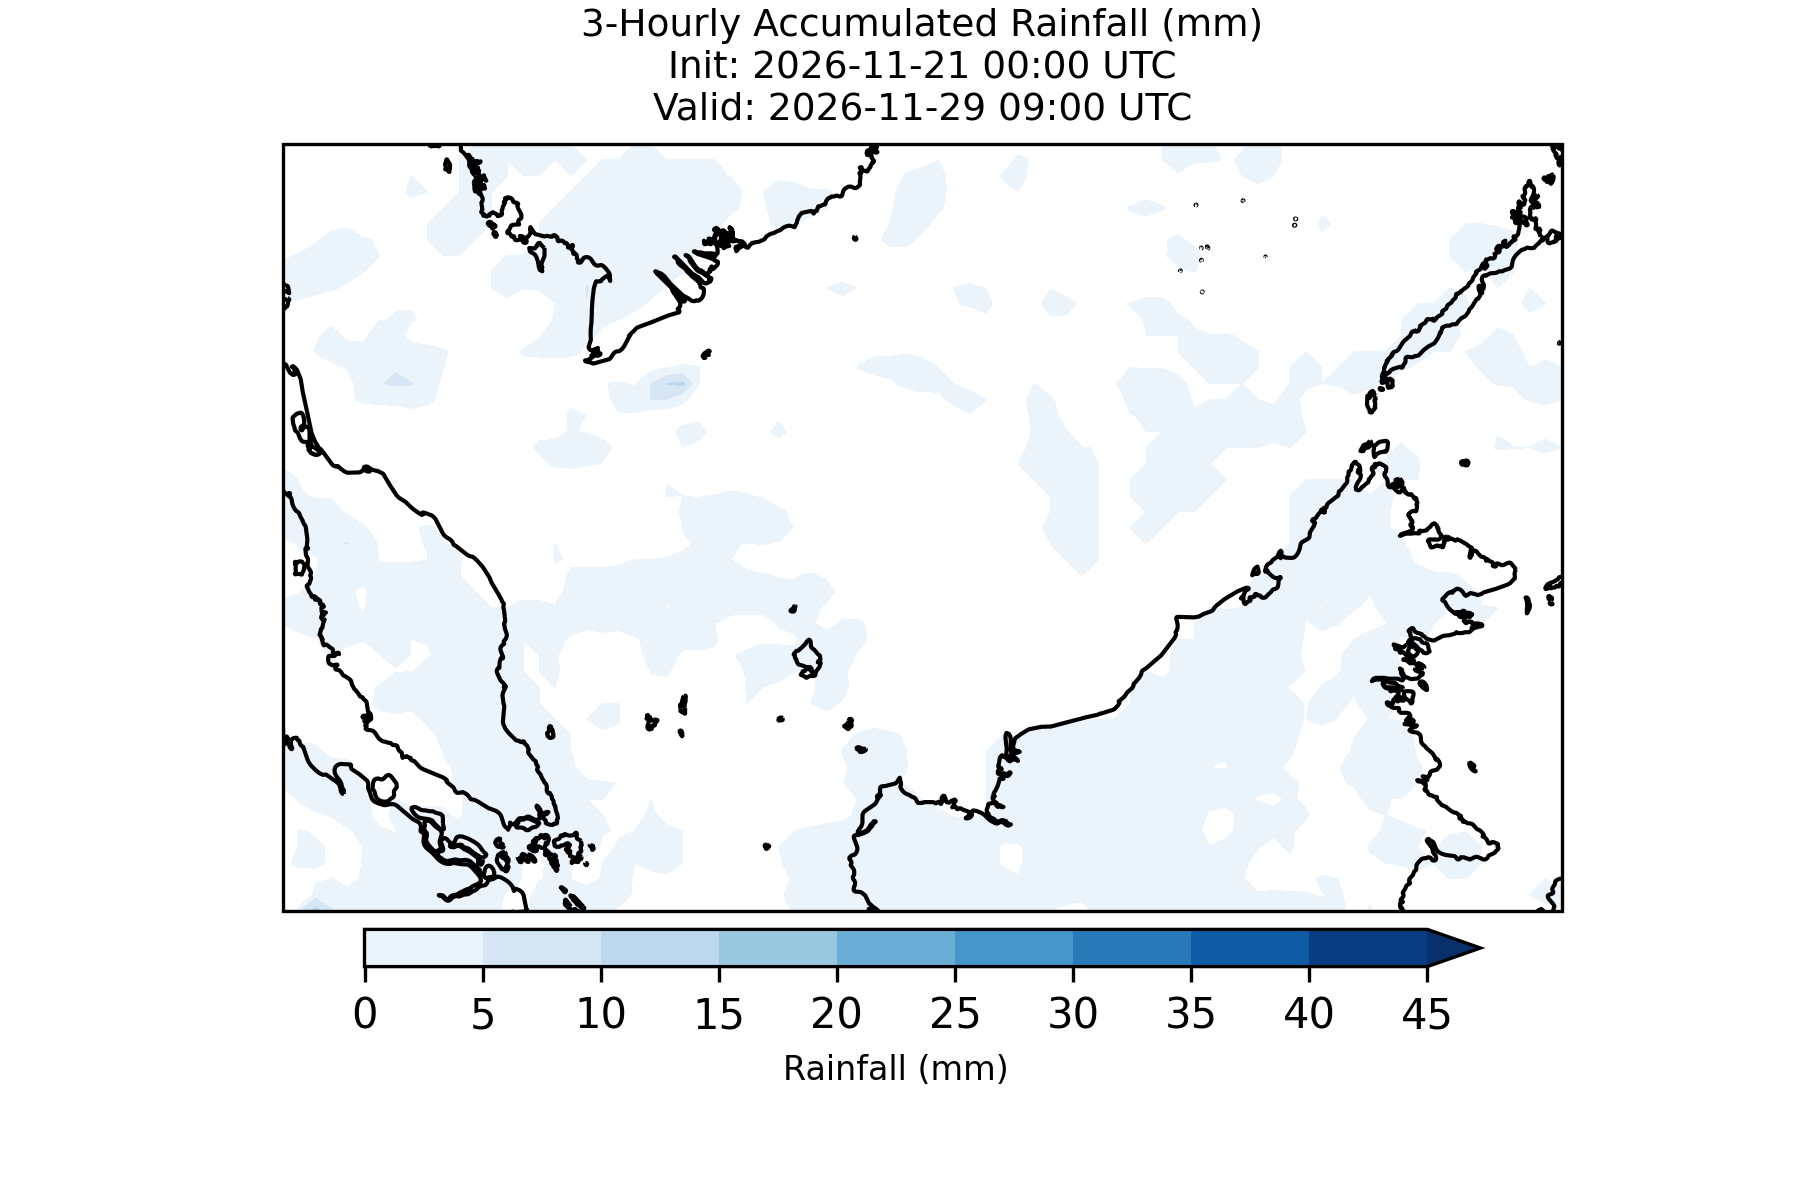 3-Hourly Accumulated Rainfall (mm)
Init: 2026-11-21 00:00 UTC
Valid: 2026-11-29 09:00 UTC
0 5 10 15 20 25 30 35 40 45
Rainfall (mm)